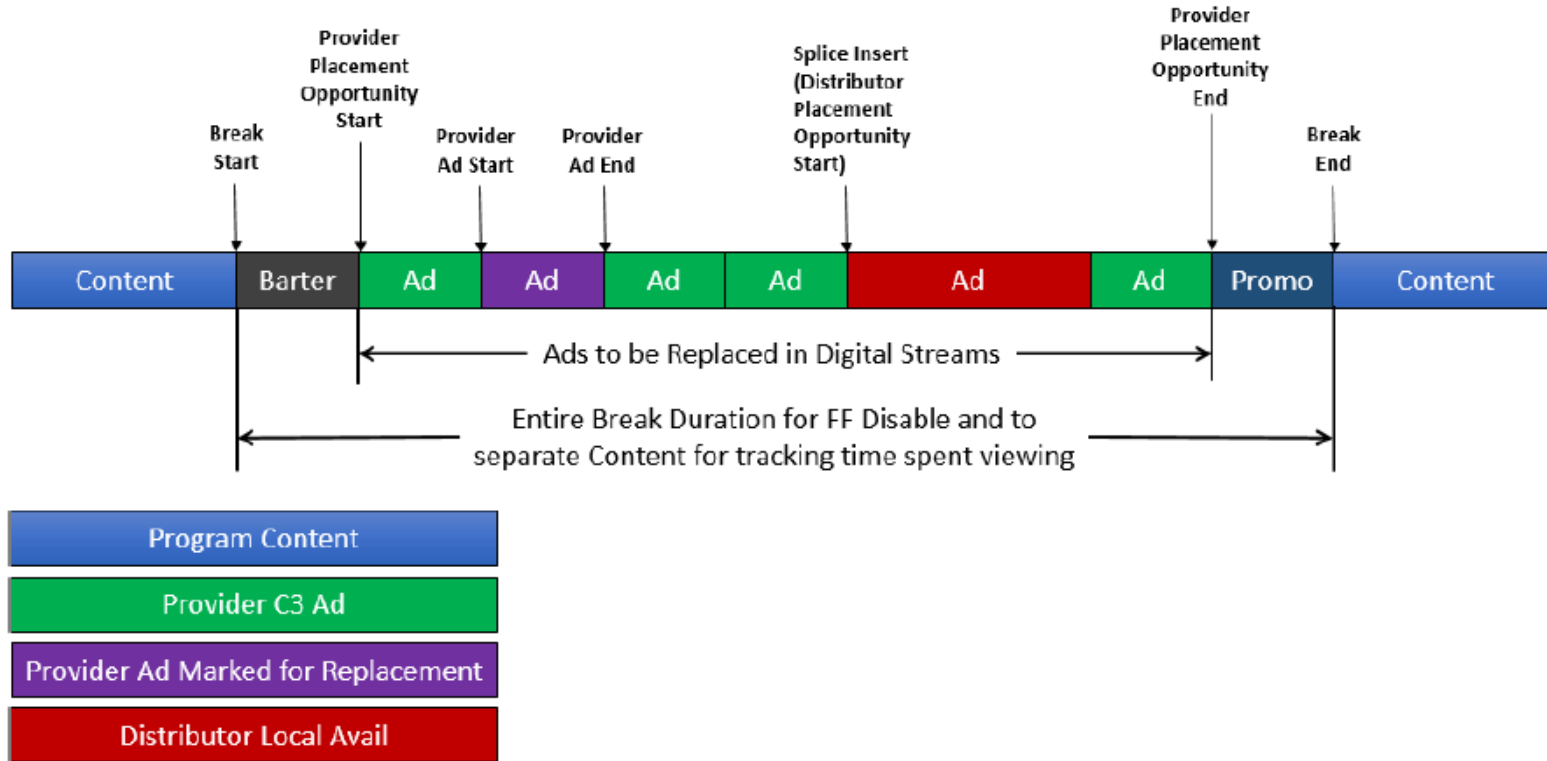 Provider
Placement
Opportunity
Start
Provider
Placement
Opportunity
End
Splice Insert
(Distributor
Placement
Opportunity
Start)
Break
Start
Provider
Ad Start
Provider
Ad End
Break
End
Content
Barter
Ad
Ad
Ad
Ad
Ad
Ad
Promo
Content
Ads to be Replaced in Digital Streams
Entire Break Duration for FF Disable and to
separate Content for tracking time spent viewing
Program Content
Provider C3 Ad
Provider Ad Marked for Replacement
Distributor Local Avail